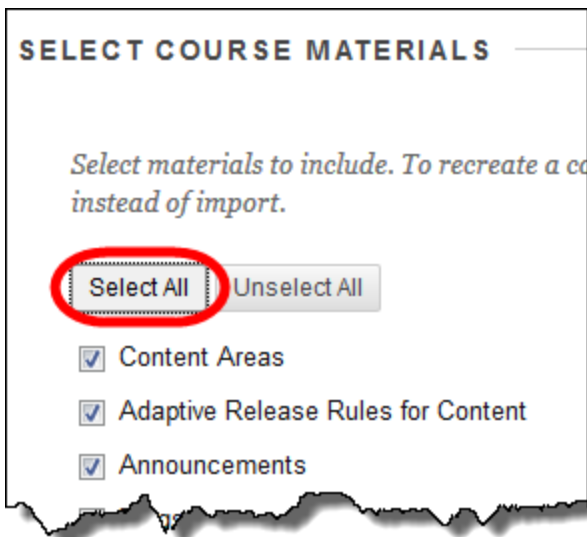 SELECT COURSE MATERIALS
Select materials to include. To recreate a
instead of import.
Select All Unselect All
Content Areas
Adaptive Release Rules for Content
Announcements